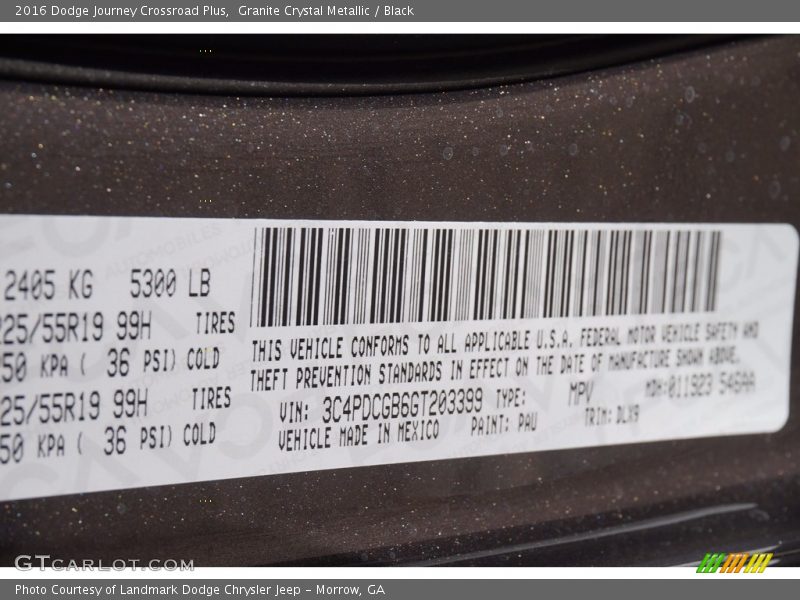 2016 Dodge Journey Crossroad Plus, Granite Crystal Metallic / Black
2405 KG 5300 LB
225/55R19 99H TIRES
50 KPA ( 36 PSI) COLD
25/55R19 99H TIRES
50 KPA ( 36 PSI) COLD
THIS VEHICLE CONFORMS TO ALL APPLICABLE U.S.A. FEDERAL MOTOR VEHICLE SAFETY AND
THEFT PREVENTION STANDARDS IN EFFECT ON THE DATE OF MANUFACTURE SHOWN ABOVE.
VIN: 3C4PDCGB6GT203399 TYPE: MPV MDH:011923 546AA
VEHICLE MADE IN MEXICO PAINT: PAU TRIM: DLX9
GTCARLOT.COM
Photo Courtesy of Landmark Dodge Chrysler Jeep - Morrow, GA